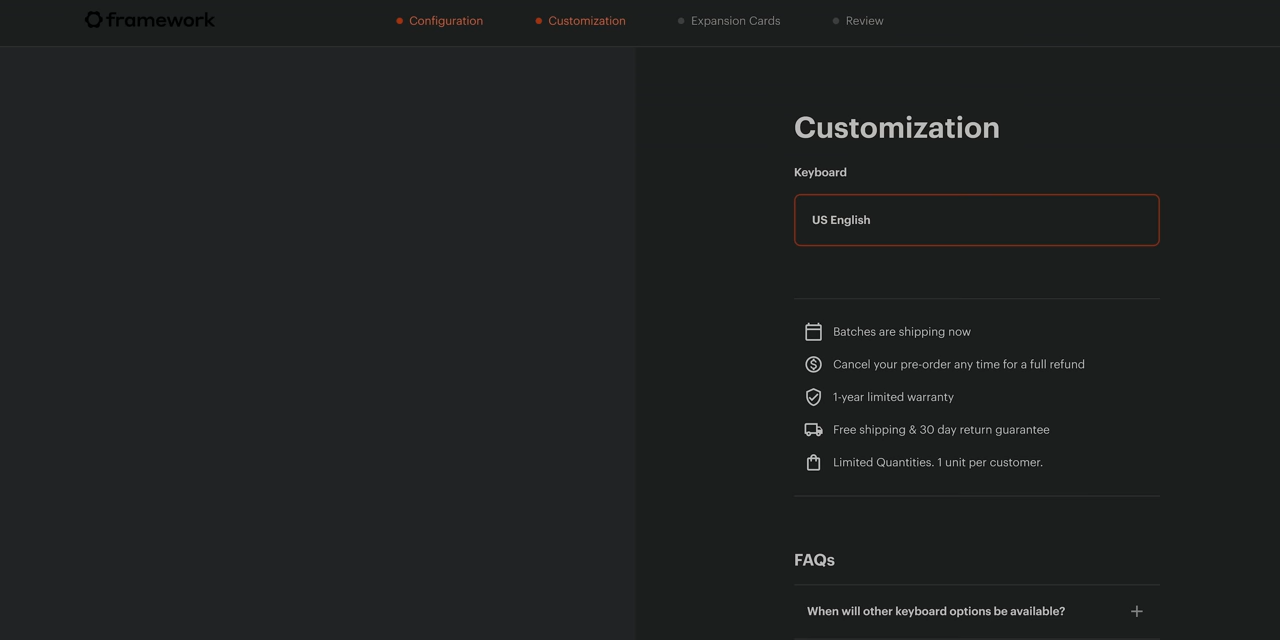 framework
Configuration
Customization
Expansion Cards
Review
Customization
Keyboard
US English
Batches are shipping now
Cancel your pre-order any time for a full refund
1-year limited warranty
Free shipping & 30 day return guarantee
Limited Quantities. 1 unit per customer.
FAQs
When will other keyboard options be available?